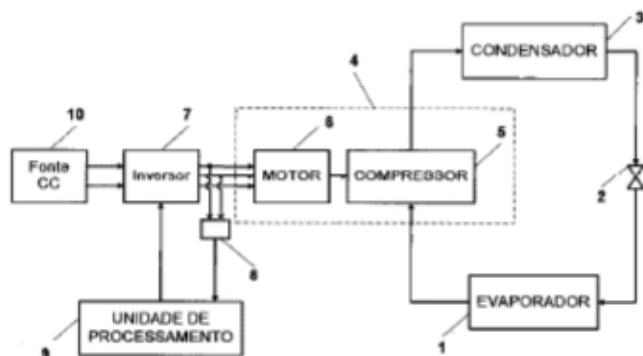 3
CONDENSADOR
4
10
7
6
5
Fonte
CC
Inversor
MOTOR
COMPRESSOR
2
8
UNIDADE DE
PROCESSAMENTO
9
EVAPORADOR
1